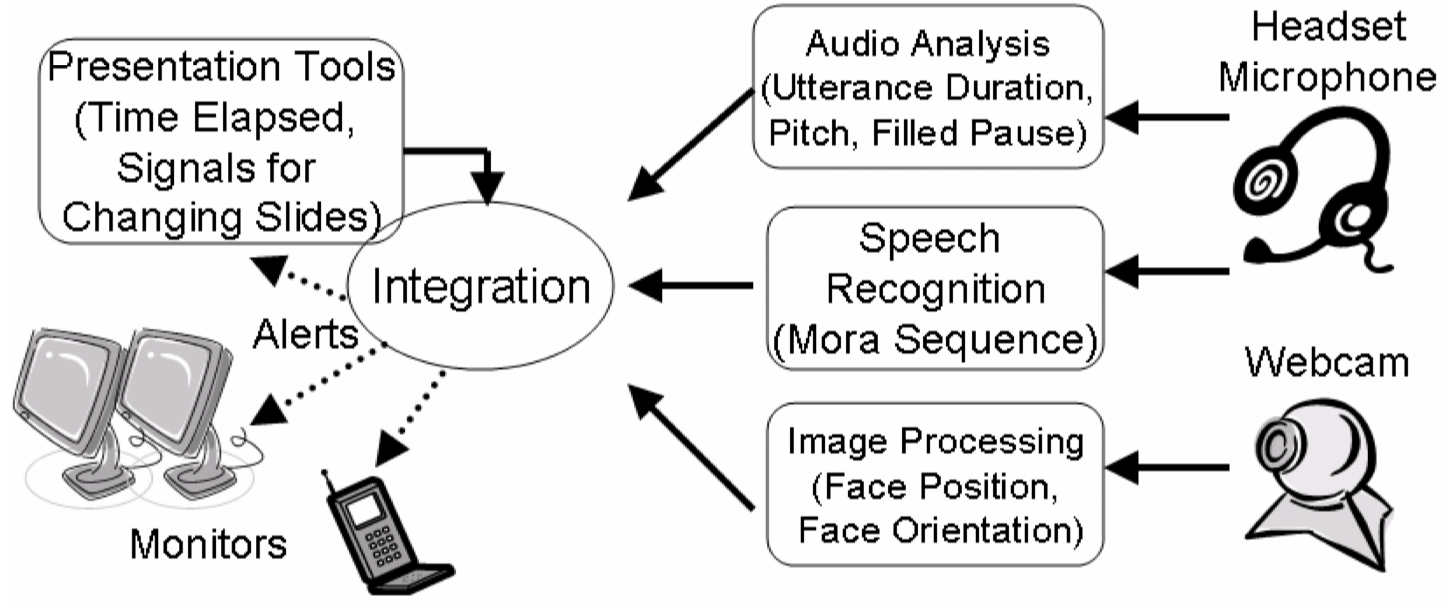 Presentation Tools
(Time Elapsed,
Signals for
Changing Slides)
Integration
Alerts
Monitors
Audio Analysis
(Utterance Duration,
Pitch, Filled Pause)
Speech
Recognition
(Mora Sequence)
Image Processing
(Face Position,
Face Orientation)
Headset
Microphone
Webcam